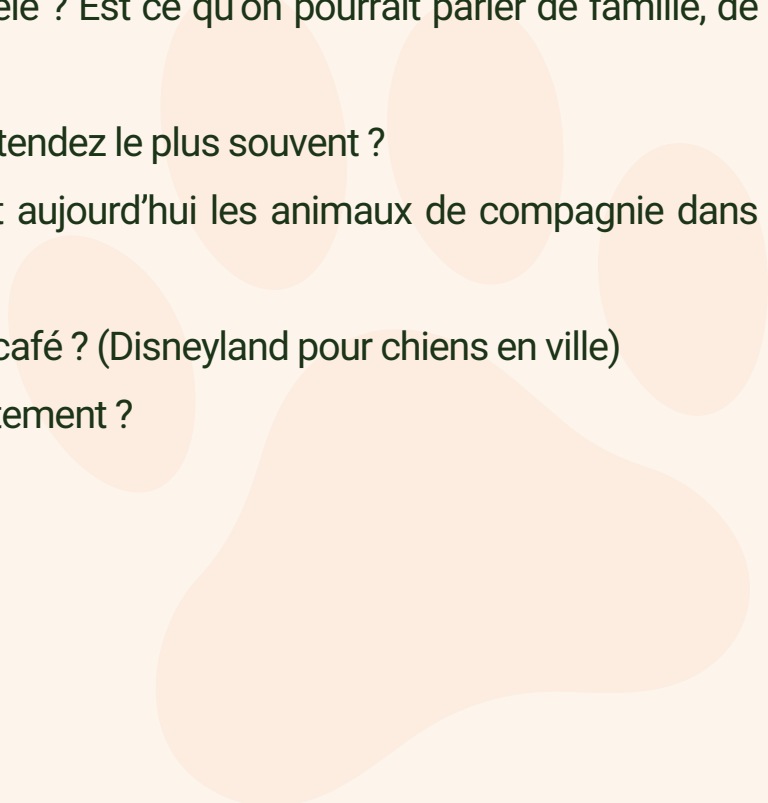 ? Est ce qu'on pourrait parler de famille, de
tendez le plus souvent ?
t aujourd'hui les animaux de compagnie dans
café ? (Disneyland pour chiens en ville)
tement ?